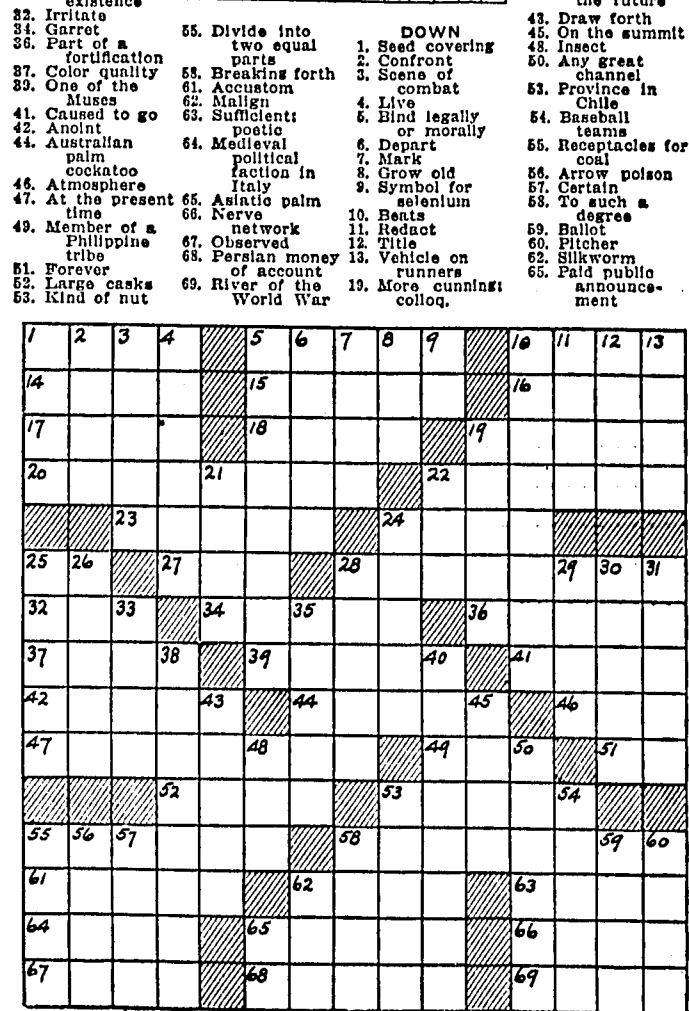 existence
32. Irritate
34. Garret
36. Part of a
fortification
37. Color quality
39. One of the
Muses
41. Caused to go
42. Anoint
44. Australian
palm
cockatoo
46. Atmosphere
47. At the present
time
49. Member of a
Philippine
tribe
51. Forever
52. Large casks
53. Kind of nut
55. Divide into
two equal
parts
58. Breaking forth
61. Accustom
62. Malign
63. Sufficient:
poetic
64. Medieval
political
faction in
Italy
65. Asiatic palm
66. Nerve
network
67. Observed
68. Persian money
of account
69. River of the
World War
DOWN
1. Seed covering
2. Confront
3. Scene of
combat
4. Live
5. Bind legally
or morally
6. Depart
7. Mark
8. Grow old
9. Symbol for
selenium
10. Beats
11. Redact
12. Title
13. Vehicle on
runners
19. More cunning:
colloq.
the future
43. Draw forth
45. On the summit
48. Insect
50. Any great
channel
53. Province in
Chile
54. Baseball
teams
55. Receptacles for
coal
56. Arrow poison
57. Certain
58. To such a
degree
59. Ballot
60. Pitcher
62. Silkworm
65. Paid public
announce-
ment
1 2 3 4 5 6 7 8 9 10 11 12 13
14 15 16
17 18 19
20 21 22
23 24
25 26 27 28 29 30 31
32 33 34 35 36
37 38 39 40 41
42 43 44 45 46
47 48 49 50 51
52 53 54
55 56 57 58 59 60
61 62 63
64 65 66
67 68 69